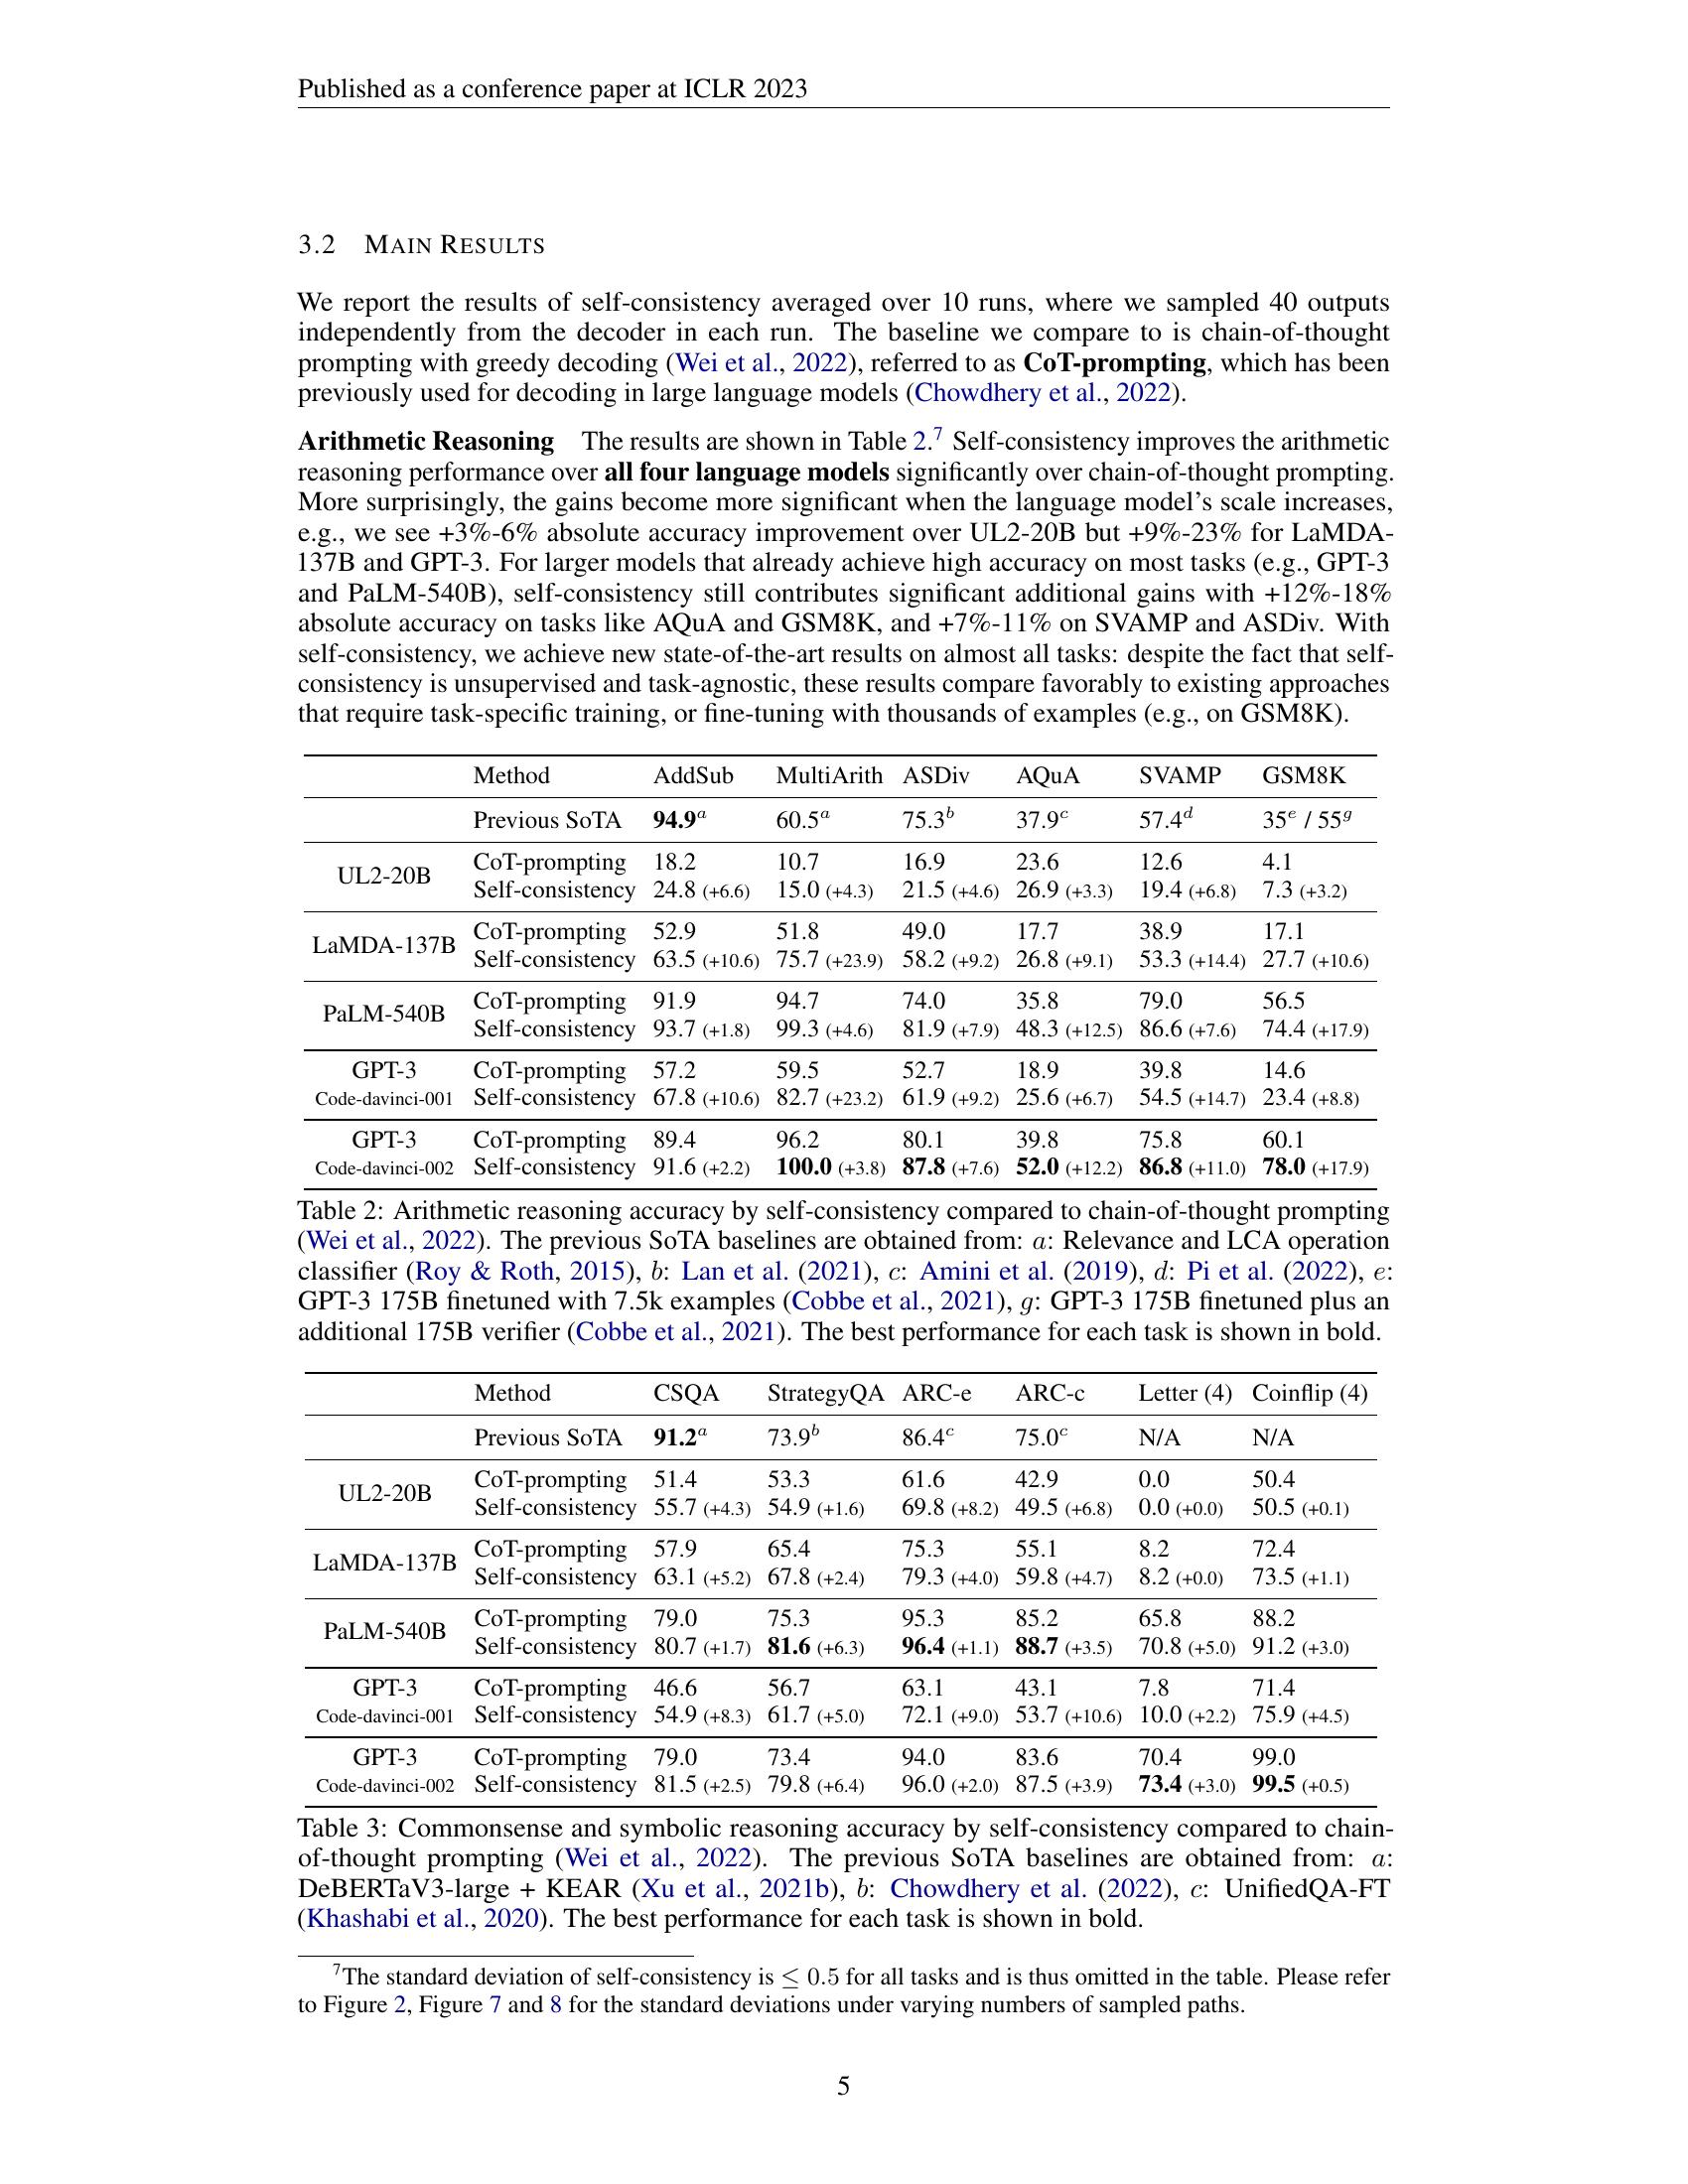 Published as a conference paper at ICLR 2023
3.2 MAIN RESULTS
We report the results of self-consistency averaged over 10 runs, where we sampled 40 outputs
independently from the decoder in each run. The baseline we compare to is chain-of-thought
prompting with greedy decoding (Wei et al., 2022), referred to as CoT-prompting, which has been
previously used for decoding in large language models (Chowdhery et al., 2022).
Arithmetic Reasoning The results are shown in Table 2.⁷ Self-consistency improves the arithmetic
reasoning performance over all four language models significantly over chain-of-thought prompting.
More surprisingly, the gains become more significant when the language model's scale increases,
e.g., we see +3%-6% absolute accuracy improvement over UL2-20B but +9%-23% for LaMDA-
137B and GPT-3. For larger models that already achieve high accuracy on most tasks (e.g., GPT-3
and PaLM-540B), self-consistency still contributes significant additional gains with +12%-18%
absolute accuracy on tasks like AQuA and GSM8K, and +7%-11% on SVAMP and ASDiv. With
self-consistency, we achieve new state-of-the-art results on almost all tasks: despite the fact that self-
consistency is unsupervised and task-agnostic, these results compare favorably to existing approaches
that require task-specific training, or fine-tuning with thousands of examples (e.g., on GSM8K).
Method AddSub MultiArith ASDiv AQuA SVAMP GSM8K
Previous SoTA 94.9ᵃ 60.5ᵃ 75.3ᵇ 37.9ᶜ 57.4ᵈ 35ᵉ / 55ᵍ
UL2-20B
CoT-prompting 18.2 10.7 16.9 23.6 12.6 4.1
Self-consistency 24.8 (+6.6) 15.0 (+4.3) 21.5 (+4.6) 26.9 (+3.3) 19.4 (+6.8) 7.3 (+3.2)
LaMDA-137B
CoT-prompting 52.9 51.8 49.0 17.7 38.9 17.1
Self-consistency 63.5 (+10.6) 75.7 (+23.9) 58.2 (+9.2) 26.8 (+9.1) 53.3 (+14.4) 27.7 (+10.6)
PaLM-540B
CoT-prompting 91.9 94.7 74.0 35.8 79.0 56.5
Self-consistency 93.7 (+1.8) 99.3 (+4.6) 81.9 (+7.9) 48.3 (+12.5) 86.6 (+7.6) 74.4 (+17.9)
GPT-3 CoT-prompting 57.2 59.5 52.7 18.9 39.8 14.6
Code-davinci-001 Self-consistency 67.8 (+10.6) 82.7 (+23.2) 61.9 (+9.2) 25.6 (+6.7) 54.5 (+14.7) 23.4 (+8.8)
GPT-3 CoT-prompting 89.4 96.2 80.1 39.8 75.8 60.1
Code-davinci-002 Self-consistency 91.6 (+2.2) 100.0 (+3.8) 87.8 (+7.6) 52.0 (+12.2) 86.8 (+11.0) 78.0 (+17.9)
Table 2: Arithmetic reasoning accuracy by self-consistency compared to chain-of-thought prompting
(Wei et al., 2022). The previous SoTA baselines are obtained from: a: Relevance and LCA operation
classifier (Roy & Roth, 2015), b: Lan et al. (2021), c: Amini et al. (2019), d: Pi et al. (2022), e:
GPT-3 175B finetuned with 7.5k examples (Cobbe et al., 2021), g: GPT-3 175B finetuned plus an
additional 175B verifier (Cobbe et al., 2021). The best performance for each task is shown in bold.
Method CSQA StrategyQA ARC-e ARC-c Letter (4) Coinflip (4)
Previous SoTA 91.2ᵃ 73.9ᵇ 86.4ᶜ 75.0ᶜ N/A N/A
UL2-20B
CoT-prompting 51.4 53.3 61.6 42.9 0.0 50.4
Self-consistency 55.7 (+4.3) 54.9 (+1.6) 69.8 (+8.2) 49.5 (+6.8) 0.0 (+0.0) 50.5 (+0.1)
LaMDA-137B
CoT-prompting 57.9 65.4 75.3 55.1 8.2 72.4
Self-consistency 63.1 (+5.2) 67.8 (+2.4) 79.3 (+4.0) 59.8 (+4.7) 8.2 (+0.0) 73.5 (+1.1)
PaLM-540B
CoT-prompting 79.0 75.3 95.3 85.2 65.8 88.2
Self-consistency 80.7 (+1.7) 81.6 (+6.3) 96.4 (+1.1) 88.7 (+3.5) 70.8 (+5.0) 91.2 (+3.0)
GPT-3 CoT-prompting 46.6 56.7 63.1 43.1 7.8 71.4
Code-davinci-001 Self-consistency 54.9 (+8.3) 61.7 (+5.0) 72.1 (+9.0) 53.7 (+10.6) 10.0 (+2.2) 75.9 (+4.5)
GPT-3 CoT-prompting 79.0 73.4 94.0 83.6 70.4 99.0
Code-davinci-002 Self-consistency 81.5 (+2.5) 79.8 (+6.4) 96.0 (+2.0) 87.5 (+3.9) 73.4 (+3.0) 99.5 (+0.5)
Table 3: Commonsense and symbolic reasoning accuracy by self-consistency compared to chain-
of-thought prompting (Wei et al., 2022). The previous SoTA baselines are obtained from: a:
DeBERTaV3-large + KEAR (Xu et al., 2021b), b: Chowdhery et al. (2022), c: UnifiedQA-FT
(Khashabi et al., 2020). The best performance for each task is shown in bold.
⁷The standard deviation of self-consistency is ≤ 0.5 for all tasks and is thus omitted in the table. Please refer
to Figure 2, Figure 7 and 8 for the standard deviations under varying numbers of sampled paths.
5